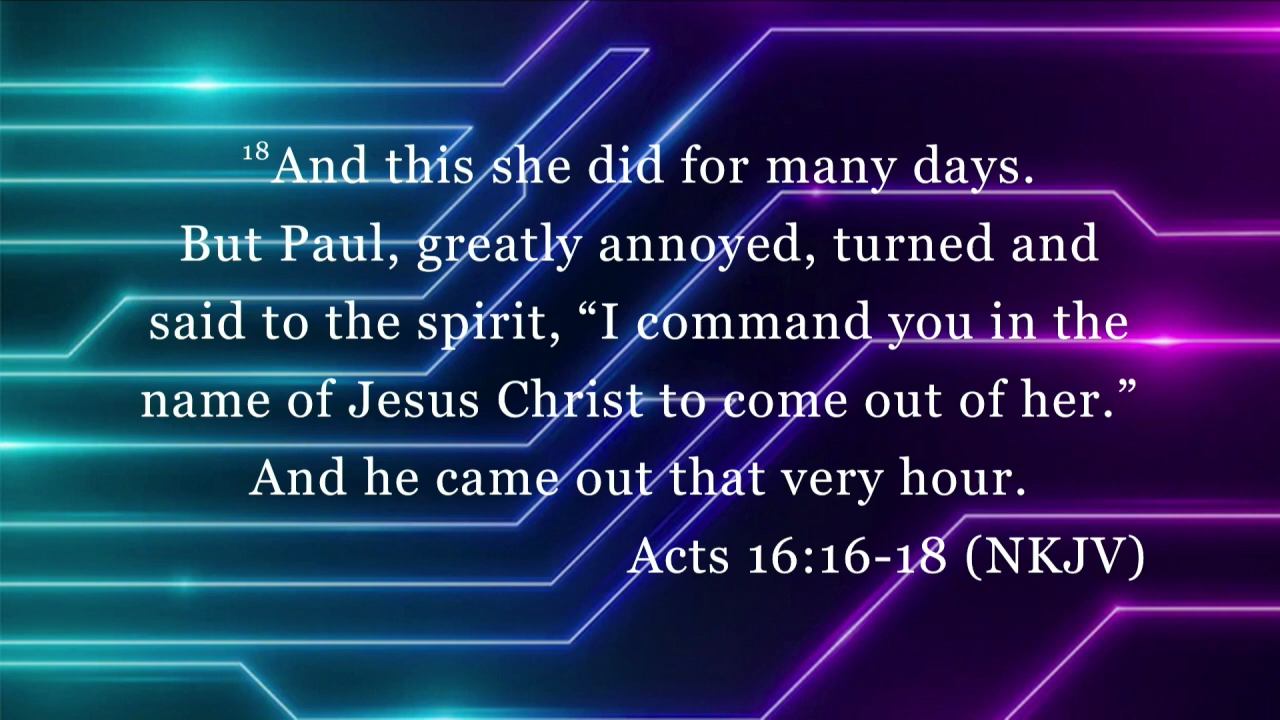 18And this she did for many days.
But Paul, greatly annoyed, turned and
said to the spirit, “I command you in the
name of Jesus Christ to come out of her.”
And he came out that very hour.
Acts 16:16-18 (NKJV)